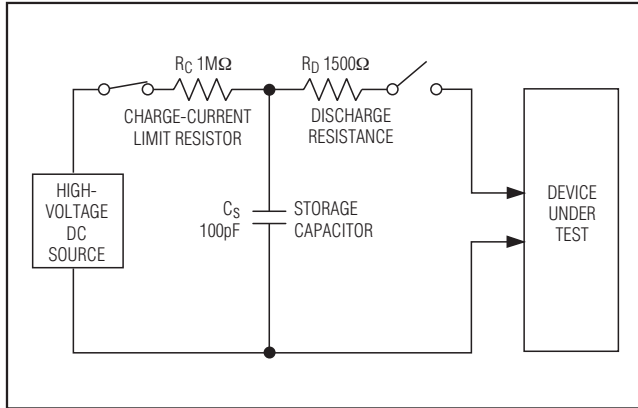 R_C 1MΩ
CHARGE-CURRENT
LIMIT RESISTOR
R_D 1500Ω
DISCHARGE
RESISTANCE
HIGH-
VOLTAGE
DC
SOURCE
C_S
100pF
STORAGE
CAPACITOR
DEVICE
UNDER
TEST